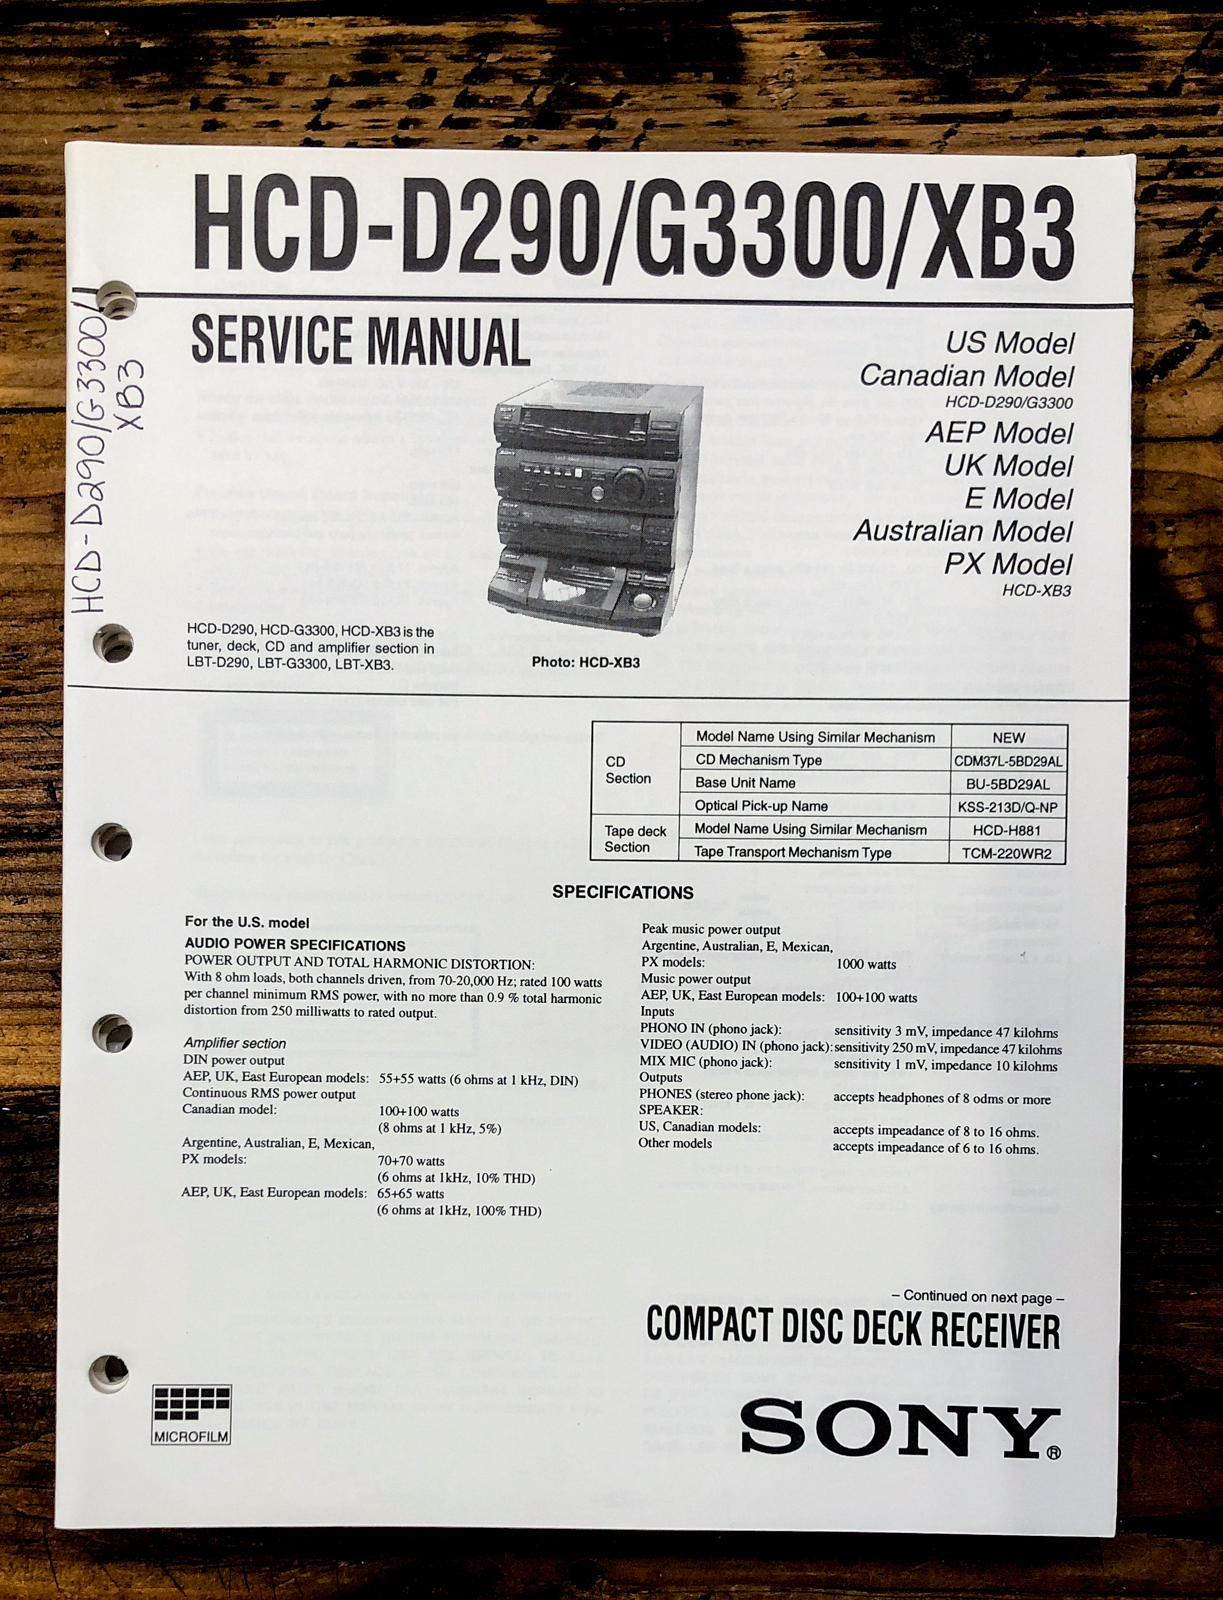 HCD-D290/G3300/XB3
HCD-D290/G3300/
XB3
SERVICE MANUAL
US Model
Canadian Model
HCD-D290/G3300
AEP Model
UK Model
E Model
Australian Model
PX Model
HCD-XB3
HCD-D290, HCD-G3300, HCD-XB3 is the
tuner, deck, CD and amplifier section in
LBT-D290, LBT-G3300, LBT-XB3.
Photo: HCD-XB3
CD Section
Model Name Using Similar Mechanism NEW
CD Mechanism Type CDM37L-5BD29AL
Base Unit Name BU-5BD29AL
Optical Pick-up Name KSS-213D/Q-NP
Tape deck Section
Model Name Using Similar Mechanism HCD-H881
Tape Transport Mechanism Type TCM-220WR2
SPECIFICATIONS
For the U.S. model
AUDIO POWER SPECIFICATIONS
POWER OUTPUT AND TOTAL HARMONIC DISTORTION:
With 8 ohm loads, both channels driven, from 70-20,000 Hz; rated 100 watts
per channel minimum RMS power, with no more than 0.9 % total harmonic
distortion from 250 milliwatts to rated output.
Amplifier section
DIN power output
AEP, UK, East European models: 55+55 watts (6 ohms at 1 kHz, DIN)
Continuous RMS power output
Canadian model: 100+100 watts
(8 ohms at 1 kHz, 5%)
Argentine, Australian, E, Mexican,
PX models: 70+70 watts
(6 ohms at 1kHz, 10% THD)
AEP, UK, East European models: 65+65 watts
(6 ohms at 1kHz, 100% THD)
Peak music power output
Argentine, Australian, E, Mexican,
PX models: 1000 watts
Music power output
AEP, UK, East European models: 100+100 watts
Inputs
PHONO IN (phono jack): sensitivity 3 mV, impedance 47 kilohms
VIDEO (AUDIO) IN (phono jack): sensitivity 250 mV, impedance 47 kilohms
MIX MIC (phono jack): sensitivity 1 mV, impedance 10 kilohms
Outputs
PHONES (stereo phone jack): accepts headphones of 8 odms or more
SPEAKER:
US, Canadian models: accepts impeadance of 8 to 16 ohms.
Other models accepts impeadance of 6 to 16 ohms.
– Continued on next page –
COMPACT DISC DECK RECEIVER
MICROFILM
SONY®